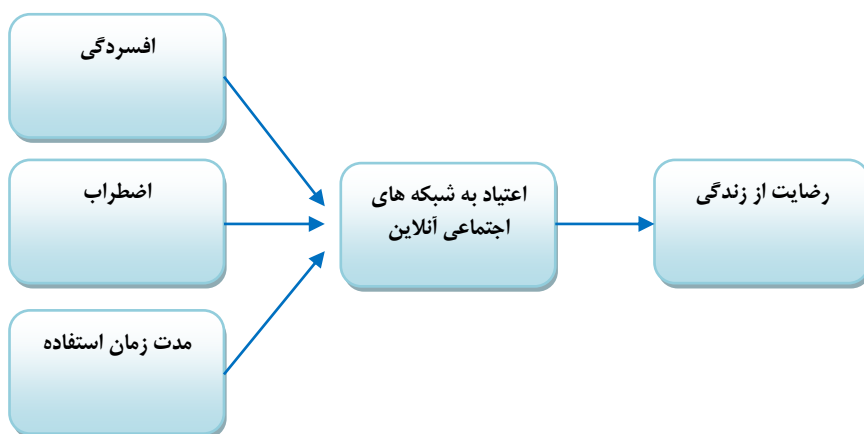 افسردگی
اضطراب
مدت زمان استفاده
اعتیاد به شبکه های
اجتماعی آنلاین
رضایت از زندگی